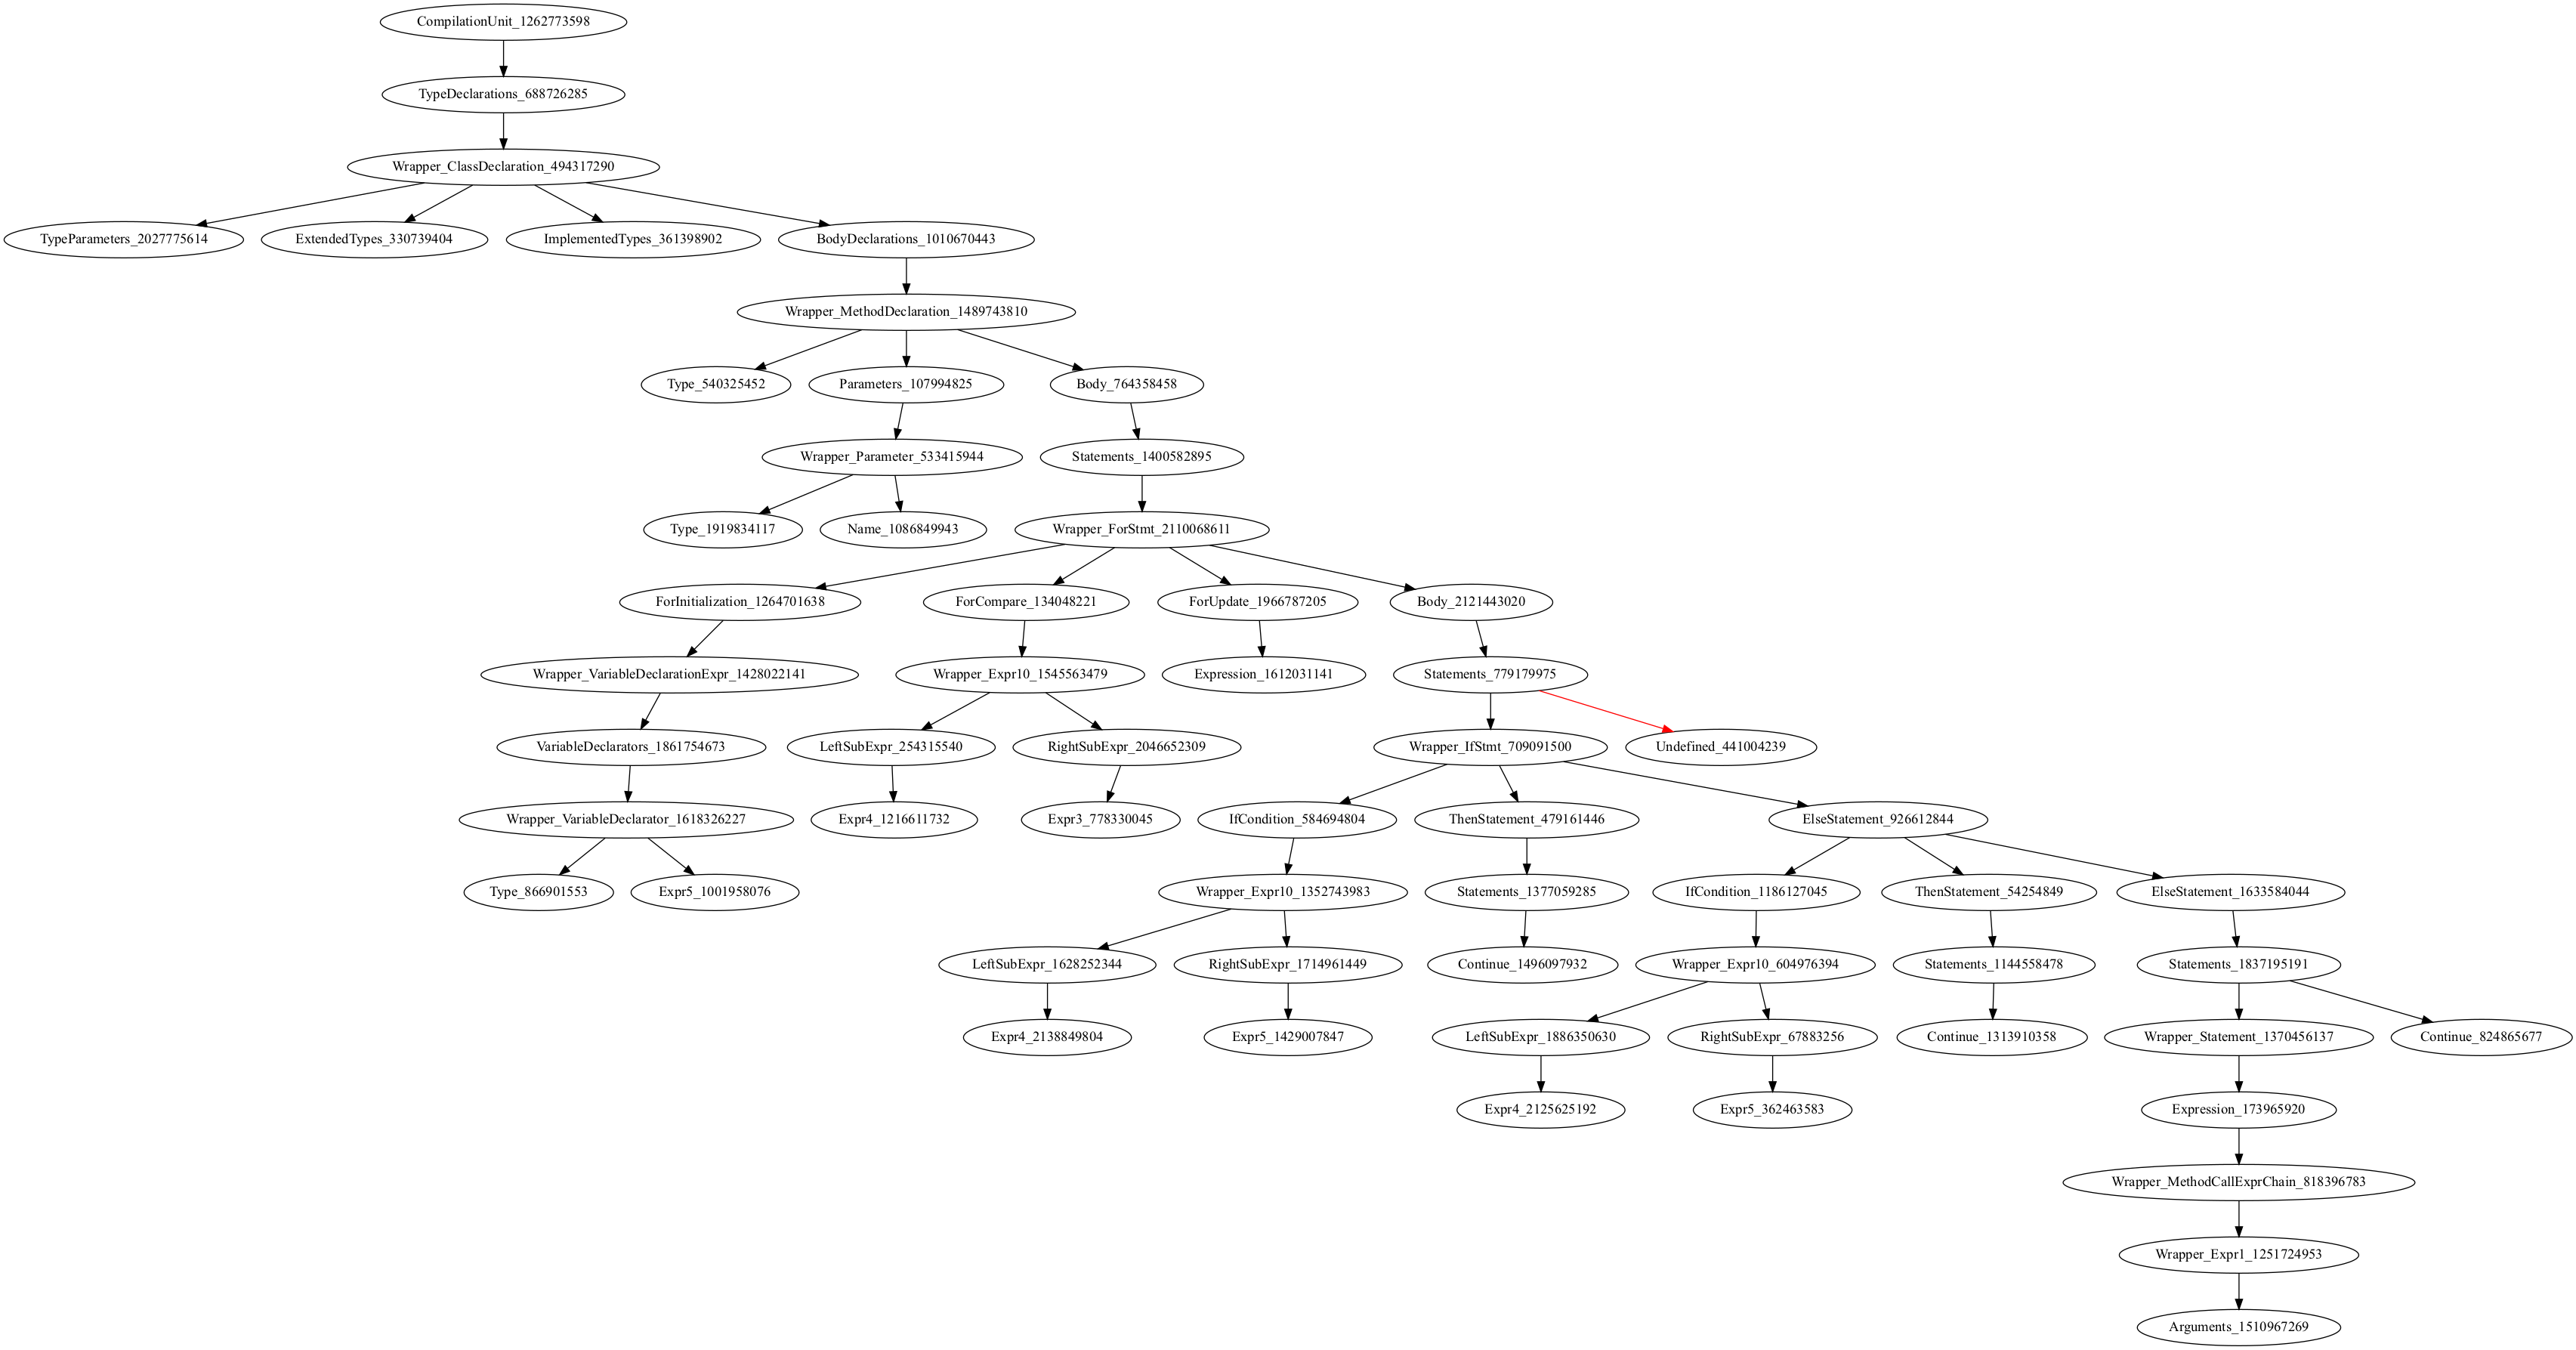 CompilationUnit_1262773598
TypeDeclarations_688726285
Wrapper_ClassDeclaration_494317290
TypeParameters_2027775614
ExtendedTypes_330739404
ImplementedTypes_361398902
BodyDeclarations_1010670443
Wrapper_MethodDeclaration_1489743810
Type_540325452
Parameters_107994825
Body_764358458
Wrapper_Parameter_533415944
Statements_1400582895
Type_1919834117
Name_1086849943
Wrapper_ForStmt_2110068611
ForInitialization_1264701638
ForCompare_134048221
ForUpdate_1966787205
Body_2121443020
Wrapper_VariableDeclarationExpr_1428022141
Wrapper_Expr10_1545563479
Expression_1612031141
Statements_779179975
VariableDeclarators_1861754673
LeftSubExpr_254315540
RightSubExpr_2046652309
Wrapper_IfStmt_709091500
Undefined_441004239
Wrapper_VariableDeclarator_1618326227
Expr4_1216611732
Expr3_778330045
IfCondition_584694804
ThenStatement_479161446
ElseStatement_926612844
Type_866901553
Expr5_1001958076
Wrapper_Expr10_1352743983
Statements_1377059285
IfCondition_1186127045
ThenStatement_54254849
ElseStatement_1633584044
LeftSubExpr_1628252344
RightSubExpr_1714961449
Continue_1496097932
Wrapper_Expr10_604976394
Statements_1144558478
Statements_1837195191
Expr4_2138849804
Expr5_1429007847
LeftSubExpr_1886350630
RightSubExpr_67883256
Continue_1313910358
Wrapper_Statement_1370456137
Continue_824865677
Expr4_2125625192
Expr5_362463583
Expression_173965920
Wrapper_MethodCallExprChain_818396783
Wrapper_Expr1_1251724953
Arguments_1510967269